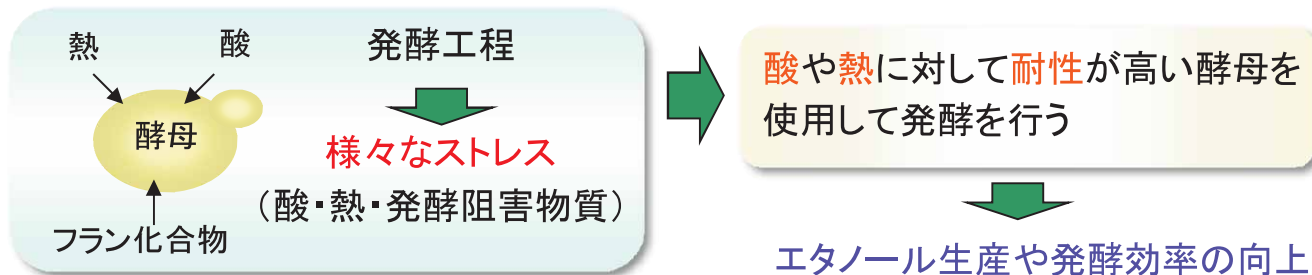 熱
酸
酵母
フラン化合物
発酵工程
様々なストレス
(酸・熱・発酵阻害物質)
酸や熱に対して耐性が高い酵母を
使用して発酵を行う
エタノール生産や発酵効率の向上